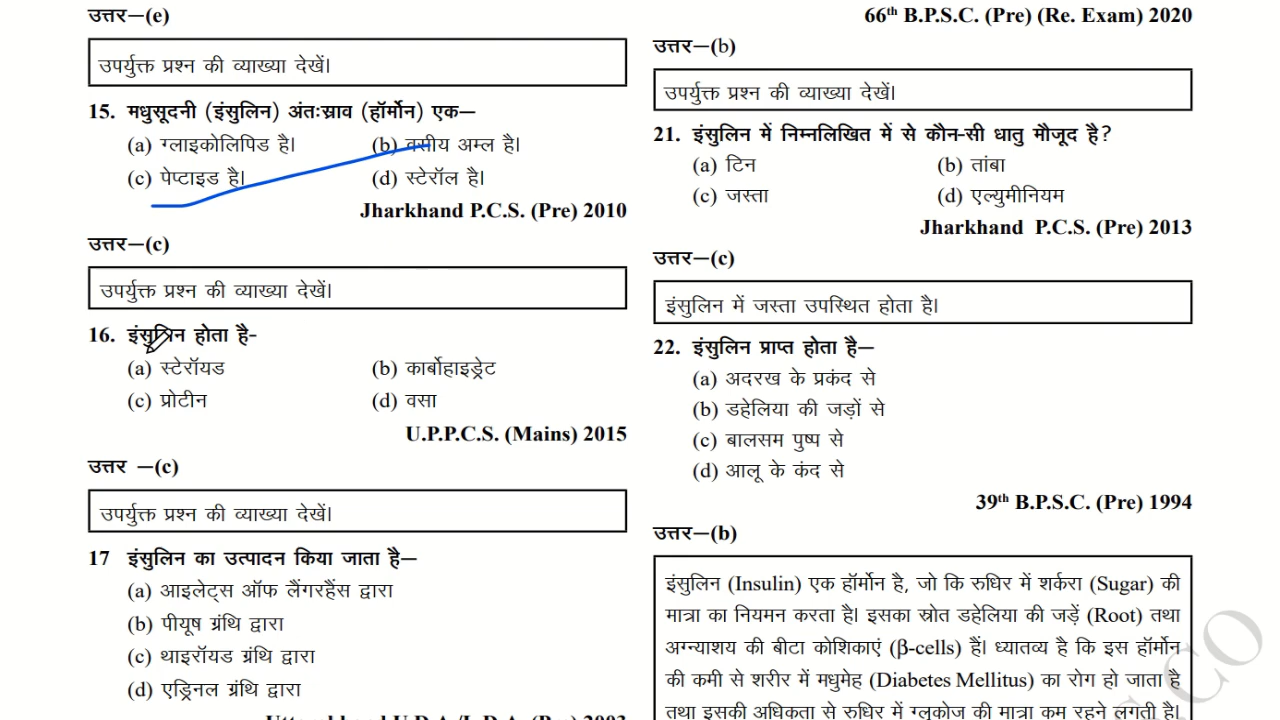 उत्तर–(e)
उपर्युक्त प्रश्न की व्याख्या देखें।
15. मधुसूदनी (इंसुलिन) अंतःस्राव (हॉर्मोन) एक–
(a) ग्लाइकोलिपिड है। (b) वसीय अम्ल है।
(c) पेप्टाइड है। (d) स्टेरॉल है।
Jharkhand P.C.S. (Pre) 2010
उत्तर–(c)
उपर्युक्त प्रश्न की व्याख्या देखें।
16. इंसुलिन होता है-
(a) स्टेरॉयड (b) कार्बोहाइड्रेट
(c) प्रोटीन (d) वसा
U.P.P.C.S. (Mains) 2015
उत्तर –(c)
उपर्युक्त प्रश्न की व्याख्या देखें।
17 इंसुलिन का उत्पादन किया जाता है–
(a) आइलेट्स ऑफ लैंगरहैंस द्वारा
(b) पीयूष ग्रंथि द्वारा
(c) थाइरॉयड ग्रंथि द्वारा
(d) एड्रिनल ग्रंथि द्वारा
66th B.P.S.C. (Pre) (Re. Exam) 2020
उत्तर–(b)
उपर्युक्त प्रश्न की व्याख्या देखें।
21. इंसुलिन में निम्नलिखित में से कौन-सी धातु मौजूद है?
(a) टिन (b) तांबा
(c) जस्ता (d) एल्युमीनियम
Jharkhand P.C.S. (Pre) 2013
उत्तर–(c)
इंसुलिन में जस्ता उपस्थित होता है।
22. इंसुलिन प्राप्त होता है–
(a) अदरख के प्रकंद से
(b) डहेलिया की जड़ों से
(c) बालसम पुष्प से
(d) आलू के कंद से
39th B.P.S.C. (Pre) 1994
उत्तर–(b)
इंसुलिन (Insulin) एक हॉर्मोन है, जो कि रुधिर में शर्करा (Sugar) की
मात्रा का नियमन करता है। इसका स्रोत डहेलिया की जड़ें (Root) तथा
अग्न्याशय की बीटा कोशिकाएं (β-cells) हैं। ध्यातव्य है कि इस हॉर्मोन
की कमी से शरीर में मधुमेह (Diabetes Mellitus) का रोग हो जाता है
तथा इसकी अधिकता से रुधिर में ग्लूकोज की मात्रा कम रहने लगती है।